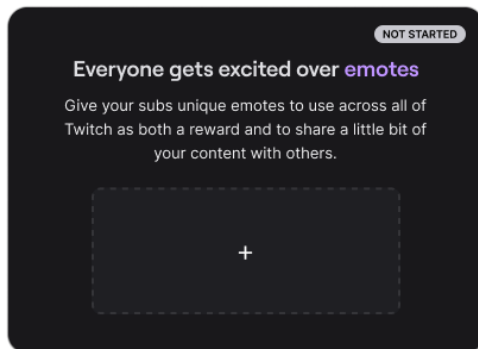 NOT STARTED
Everyone gets excited over emotes
Give your subs unique emotes to use across all of
Twitch as both a reward and to share a little bit of
your content with others.
+